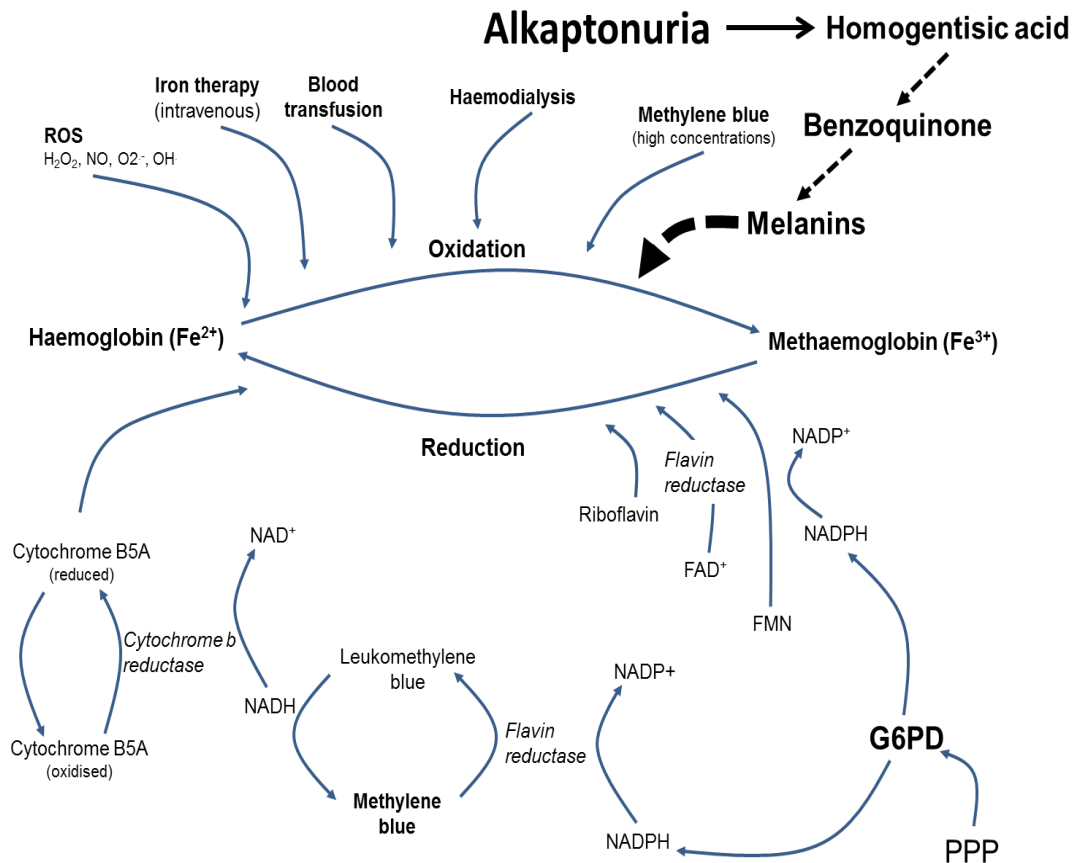 Alkaptonuria
Homogentisic acid
Benzoquinone
Melanins
Iron therapy
(intravenous)
Blood
transfusion
Haemodialysis
Methylene blue
(high concentrations)
ROS
H₂O₂, NO, O2·⁻, OH·
Oxidation
Haemoglobin (Fe²⁺)
Methaemoglobin (Fe³⁺)
Reduction
Riboflavin
Flavin
reductase
FAD⁺
FMN
NADP⁺
NADPH
Cytochrome B5A
(reduced)
Cytochrome b
reductase
Cytochrome B5A
(oxidised)
NAD⁺
NADH
Leukomethylene
blue
Methylene
blue
Flavin
reductase
NADP+
NADPH
G6PD
PPP